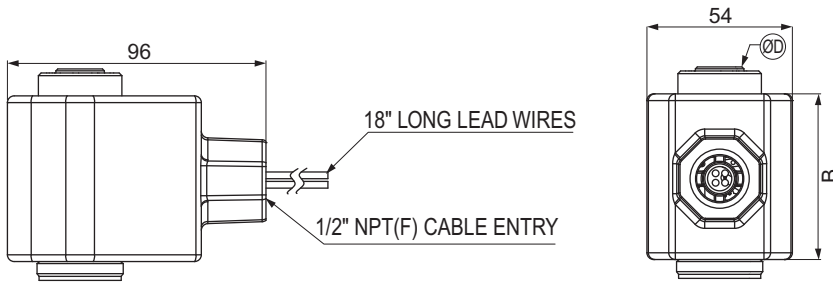 96
18" LONG LEAD WIRES
1/2" NPT(F) CABLE ENTRY
54
ØD
B